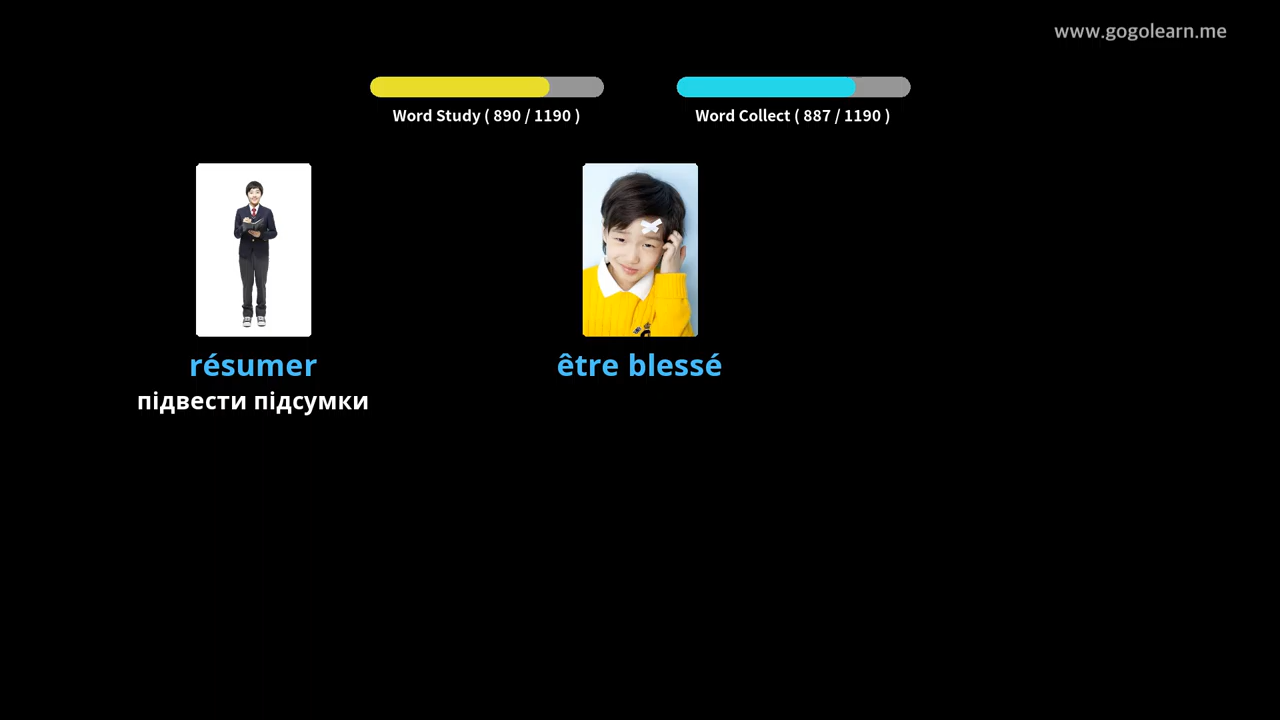 www.gogolearn.me
Word Study ( 890 / 1190 )
Word Collect ( 887 / 1190 )
résumer
підвести підсумки
être blessé